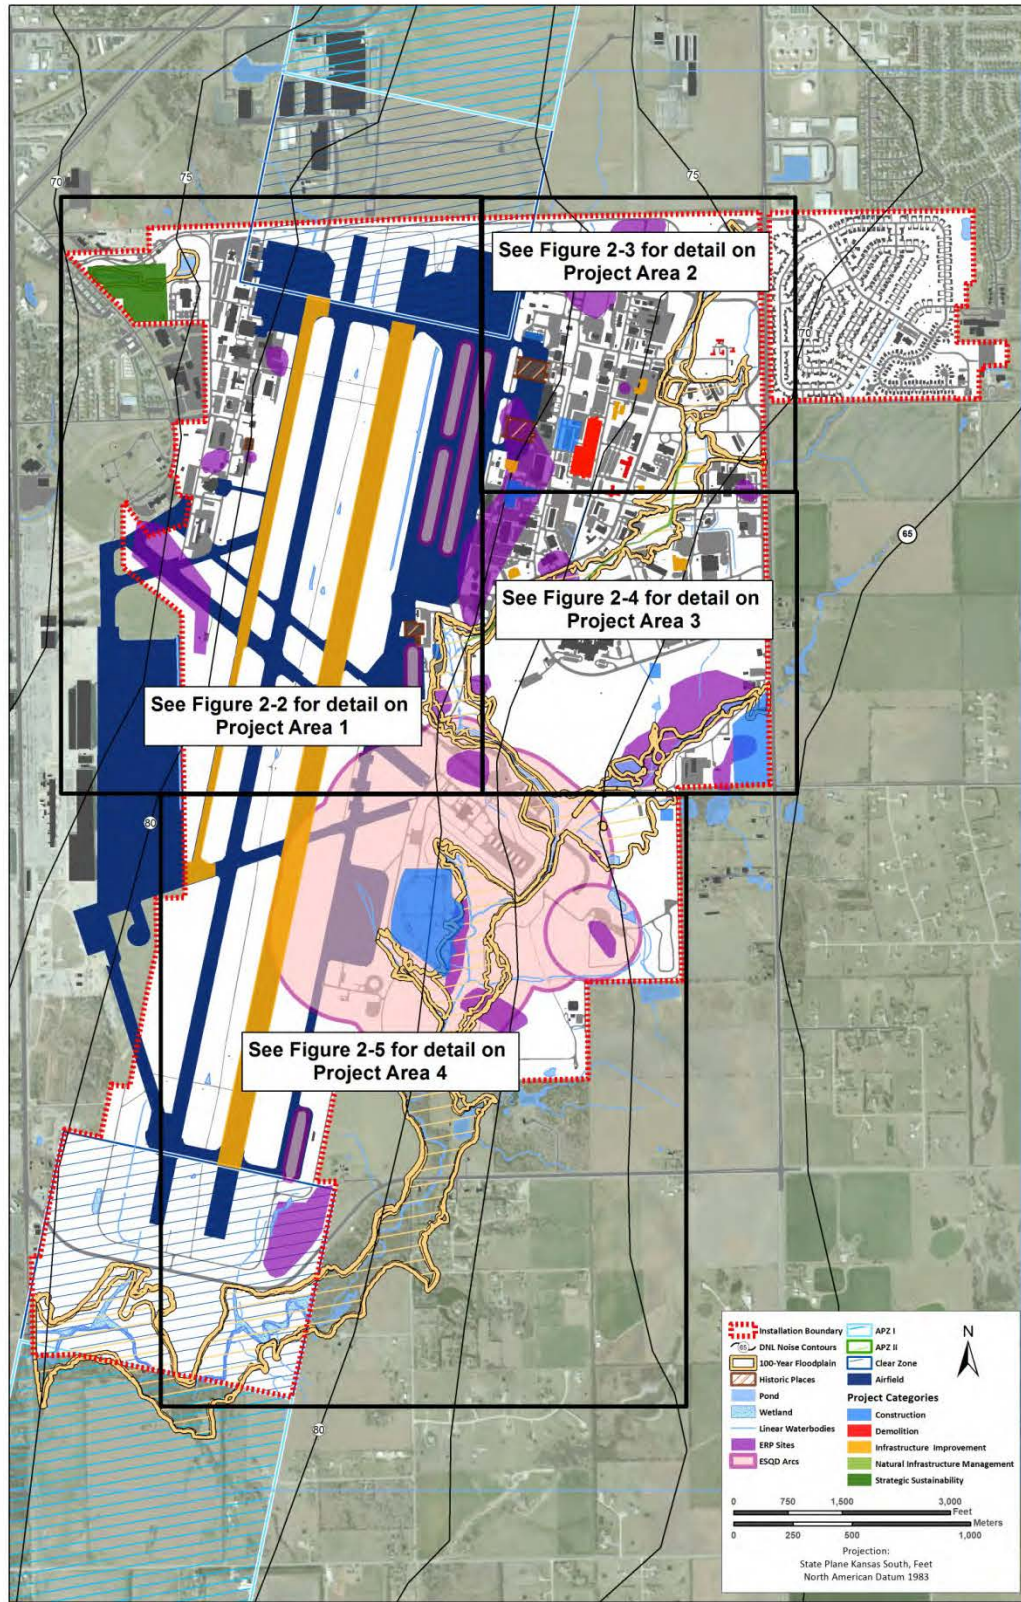 70
75
75
See Figure 2-3 for detail on
Project Area 2
70
65
See Figure 2-4 for detail on
Project Area 3
See Figure 2-2 for detail on
Project Area 1
80
See Figure 2-5 for detail on
Project Area 4
80
Installation Boundary
65 DNL Noise Contours
100-Year Floodplain
Historic Places
Pond
Wetland
Linear Waterbodies
ERP Sites
ESQD Arcs
APZ I
APZ II
Clear Zone
Airfield
Project Categories
Construction
Demolition
Infrastructure Improvement
Natural Infrastructure Management
Strategic Sustainability
N
0 750 1,500 3,000
Feet
Meters
0 250 500 1,000
Projection:
State Plane Kansas South, Feet
North American Datum 1983